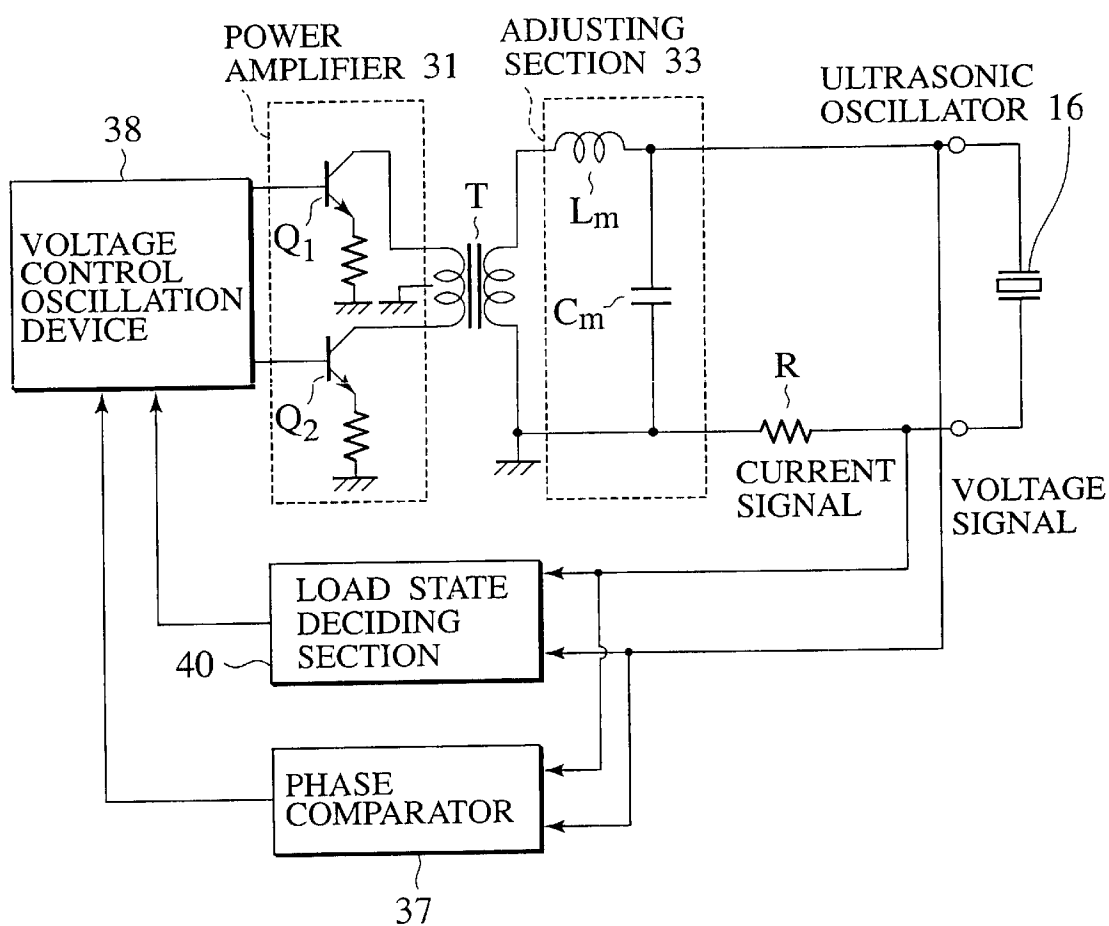 POWER
AMPLIFIER 31
ADJUSTING
SECTION 33
ULTRASONIC
OSCILLATOR 16
38
VOLTAGE
CONTROL
OSCILLATION
DEVICE
Q1
T
Lm
Cm
Q2
R
CURRENT
SIGNAL
VOLTAGE
SIGNAL
LOAD STATE
DECIDING
SECTION
40
PHASE
COMPARATOR
37